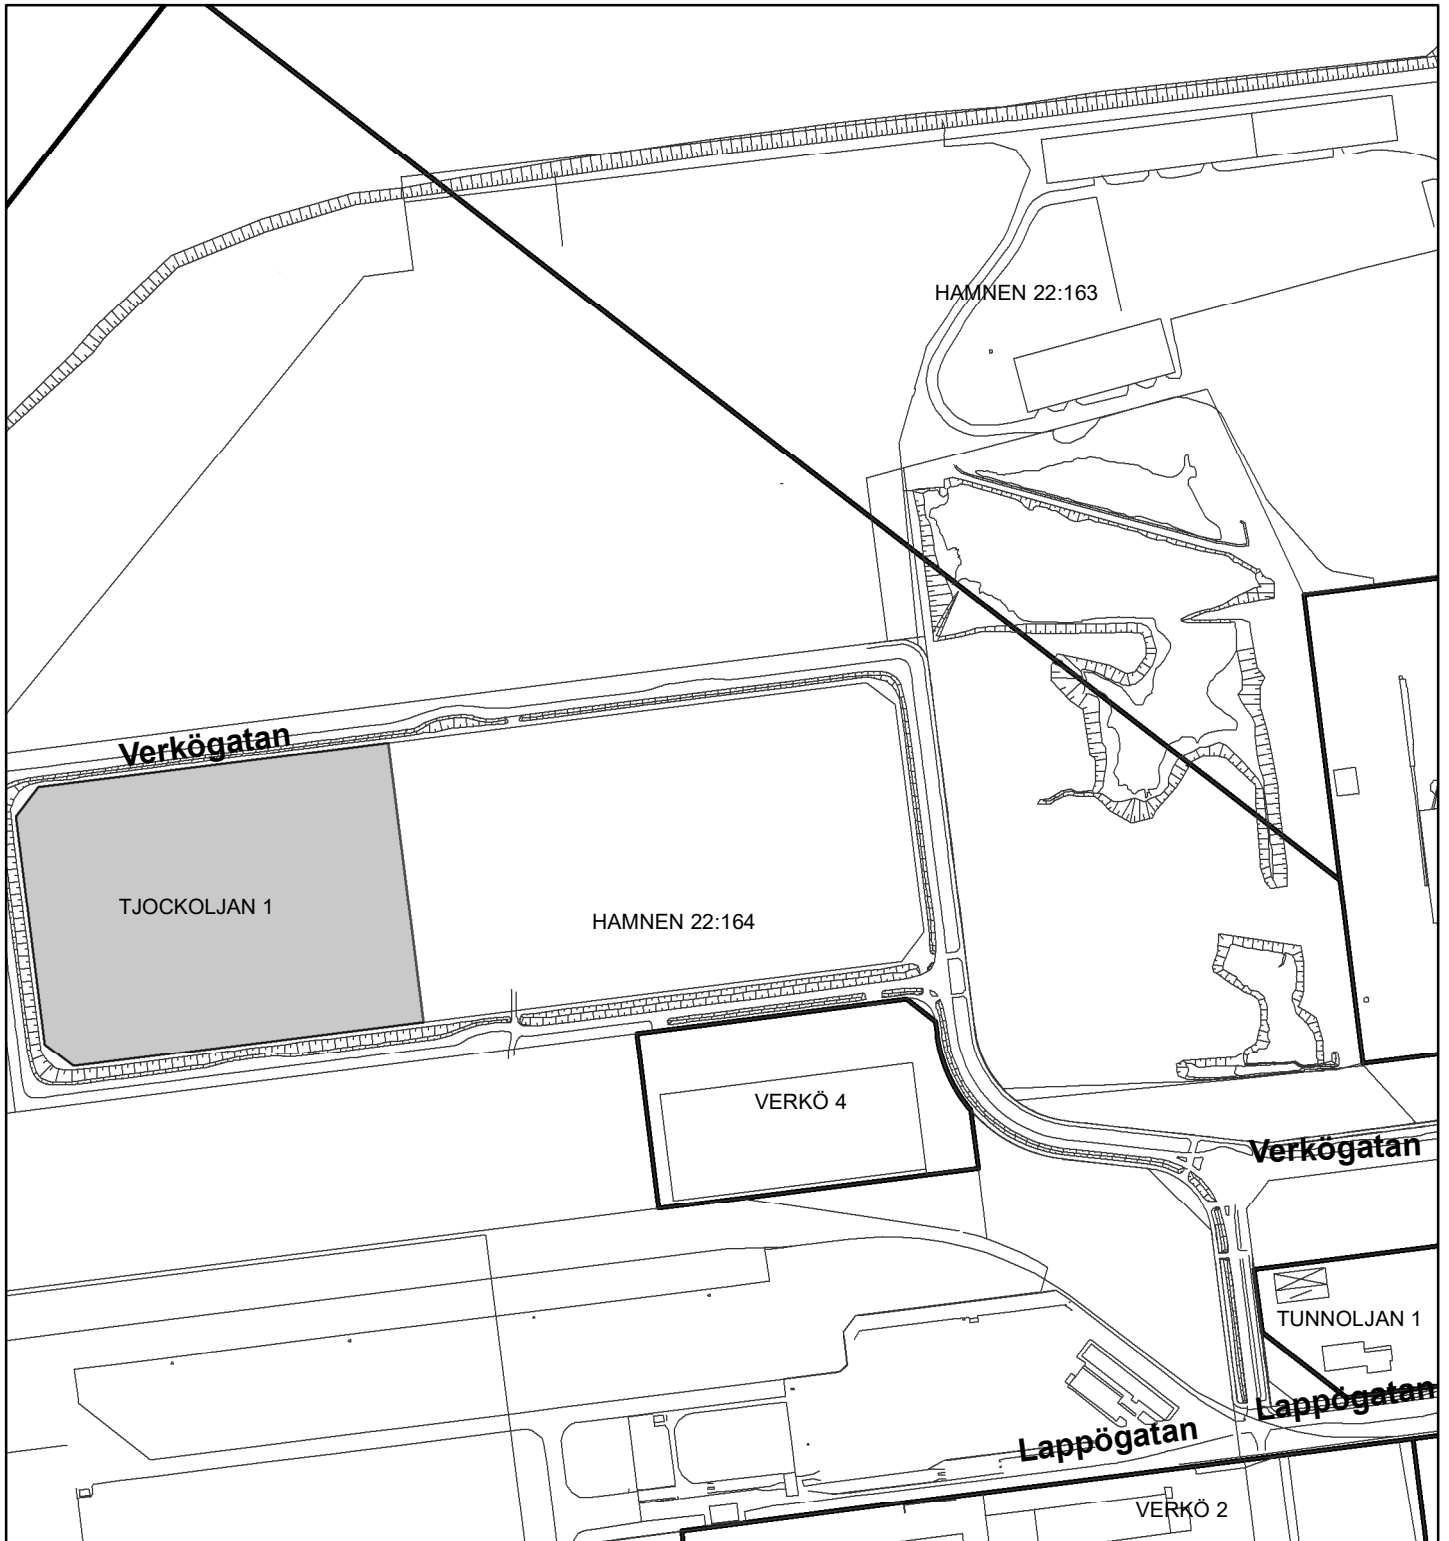 HAMNEN 22:163
Verkögatan
TJOCKOLJAN 1
HAMNEN 22:164
VERKÖ 4
Verkögatan
TUNNOLJAN 1
Lappögatan
Lappögatan
VERKÖ 2